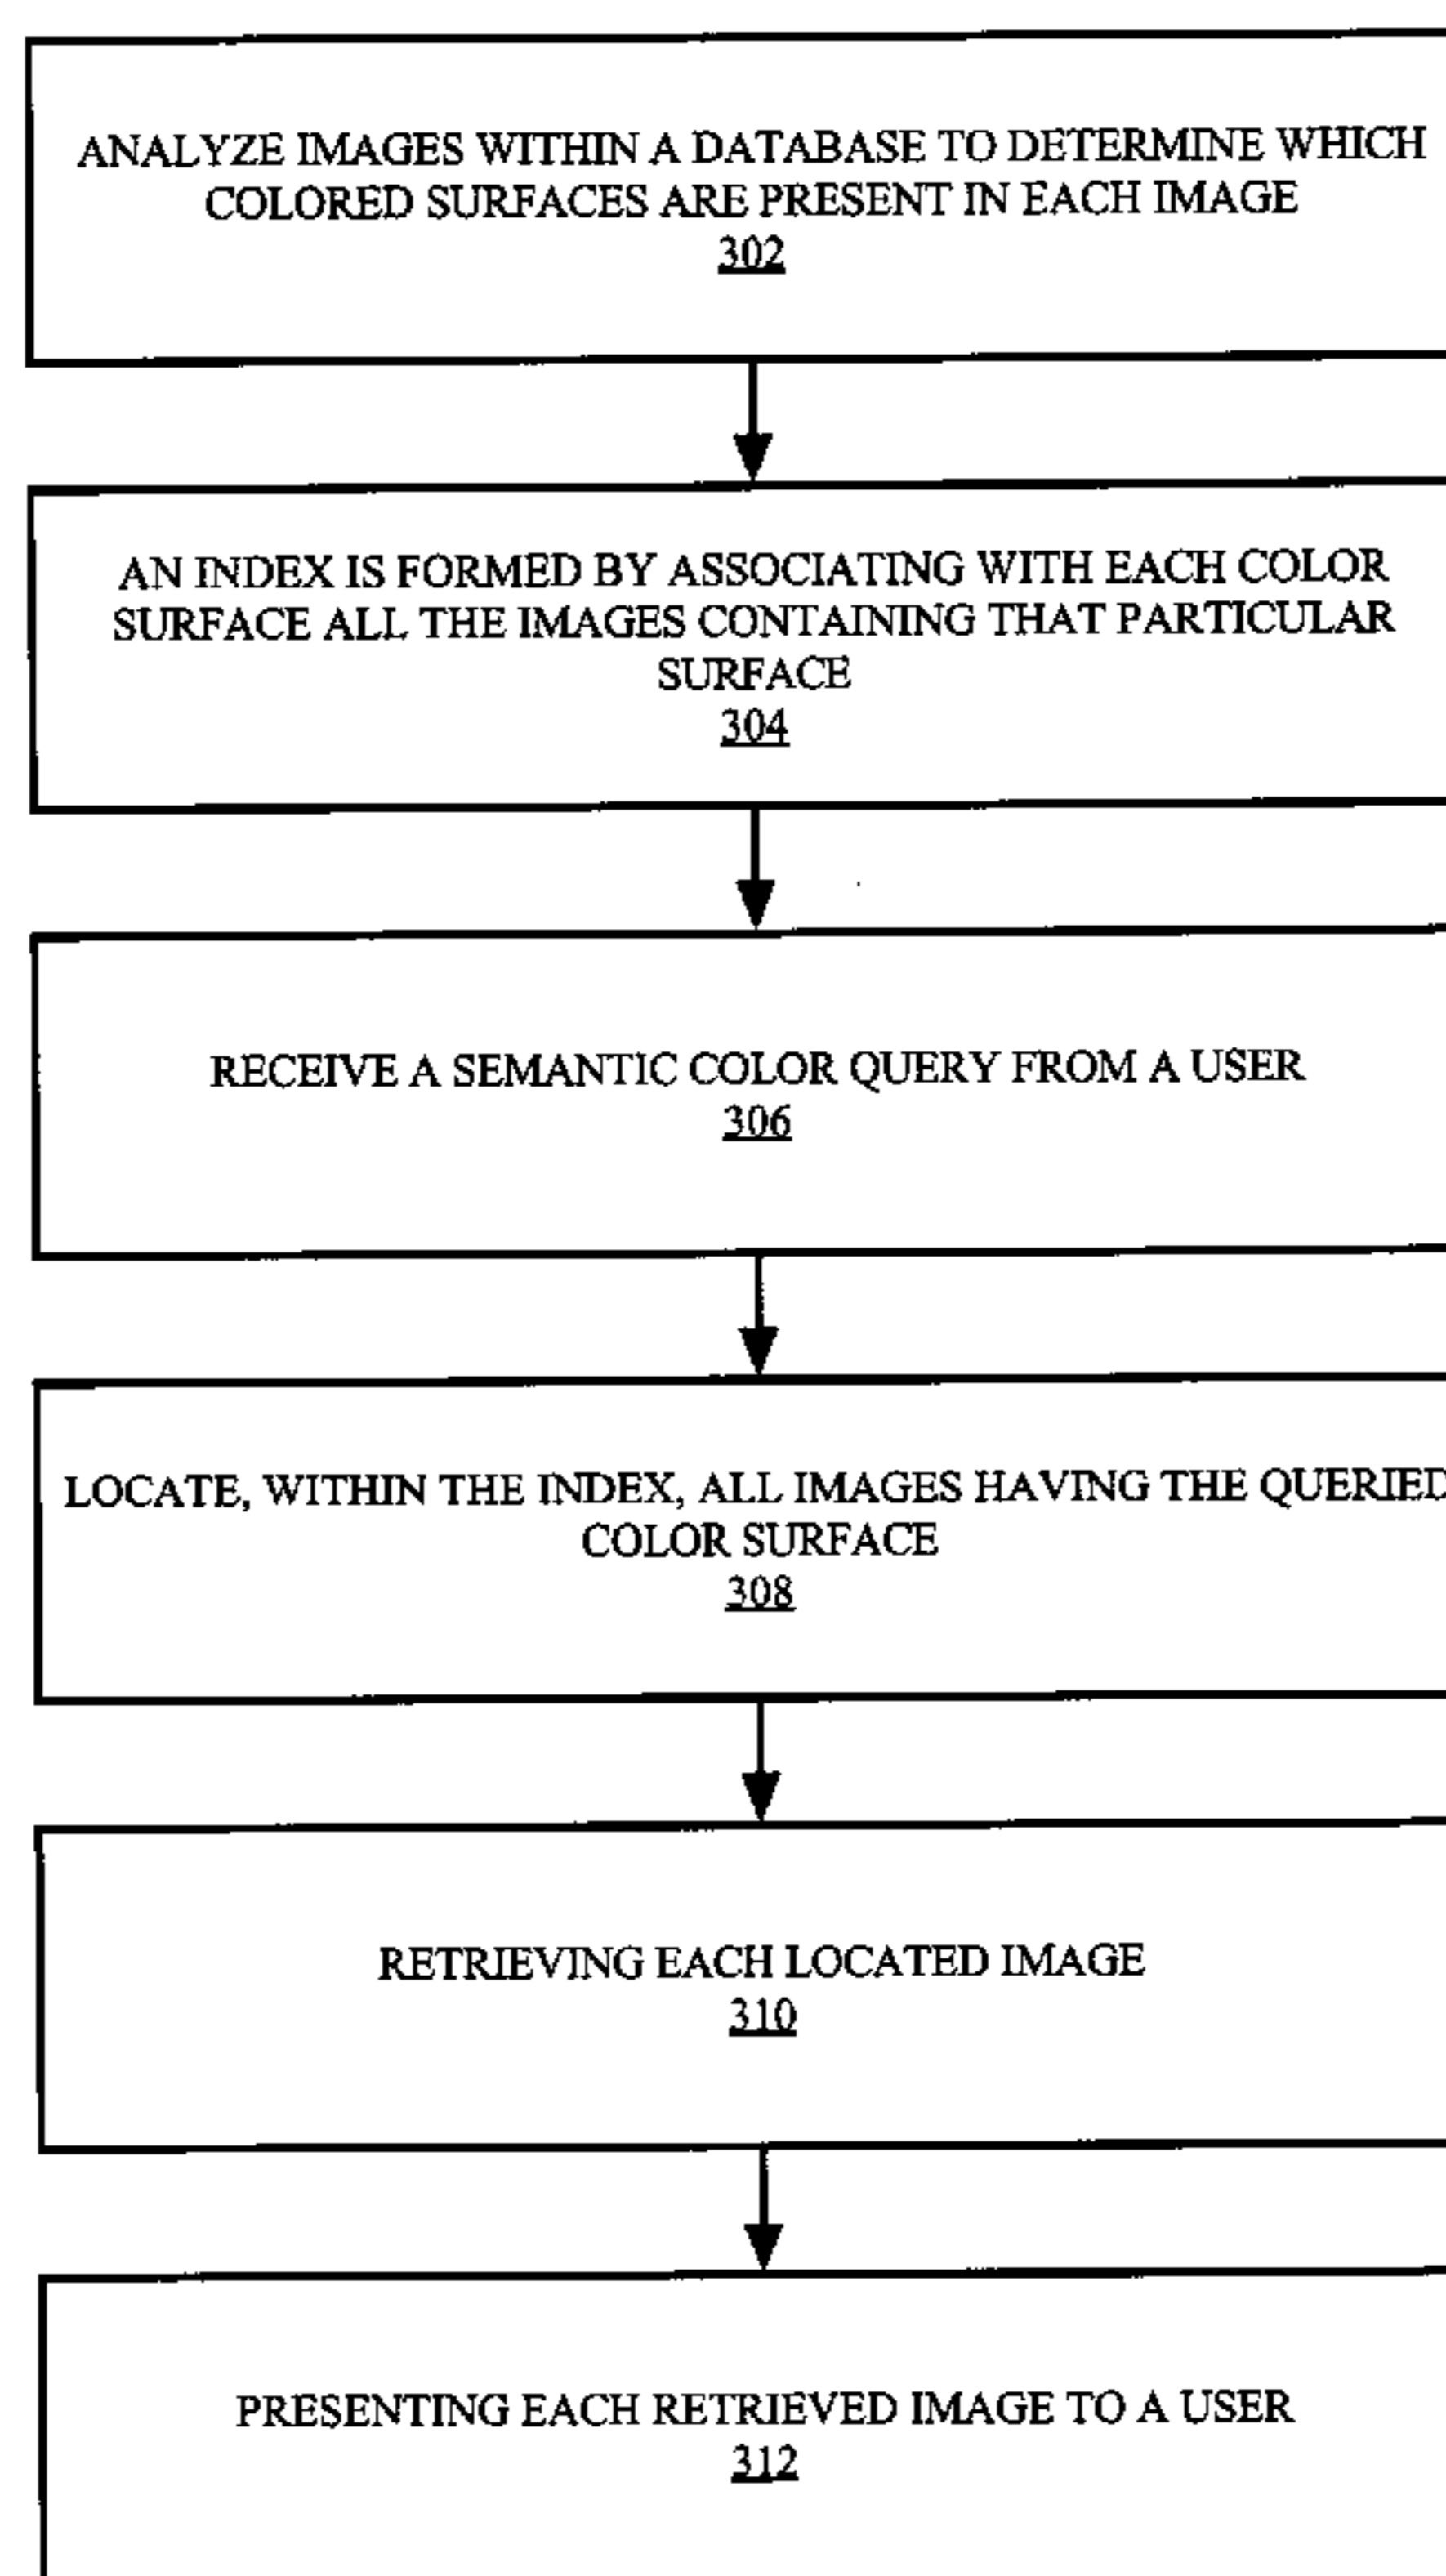 ANALYZE IMAGES WITHIN A DATABASE TO DETERMINE WHICH
COLORED SURFACES ARE PRESENT IN EACH IMAGE
302
AN INDEX IS FORMED BY ASSOCIATING WITH EACH COLOR
SURFACE ALL THE IMAGES CONTAINING THAT PARTICULAR
SURFACE
304
RECEIVE A SEMANTIC COLOR QUERY FROM A USER
306
LOCATE, WITHIN THE INDEX, ALL IMAGES HAVING THE QUERIED
COLOR SURFACE
308
RETRIEVING EACH LOCATED IMAGE
310
PRESENTING EACH RETRIEVED IMAGE TO A USER
312